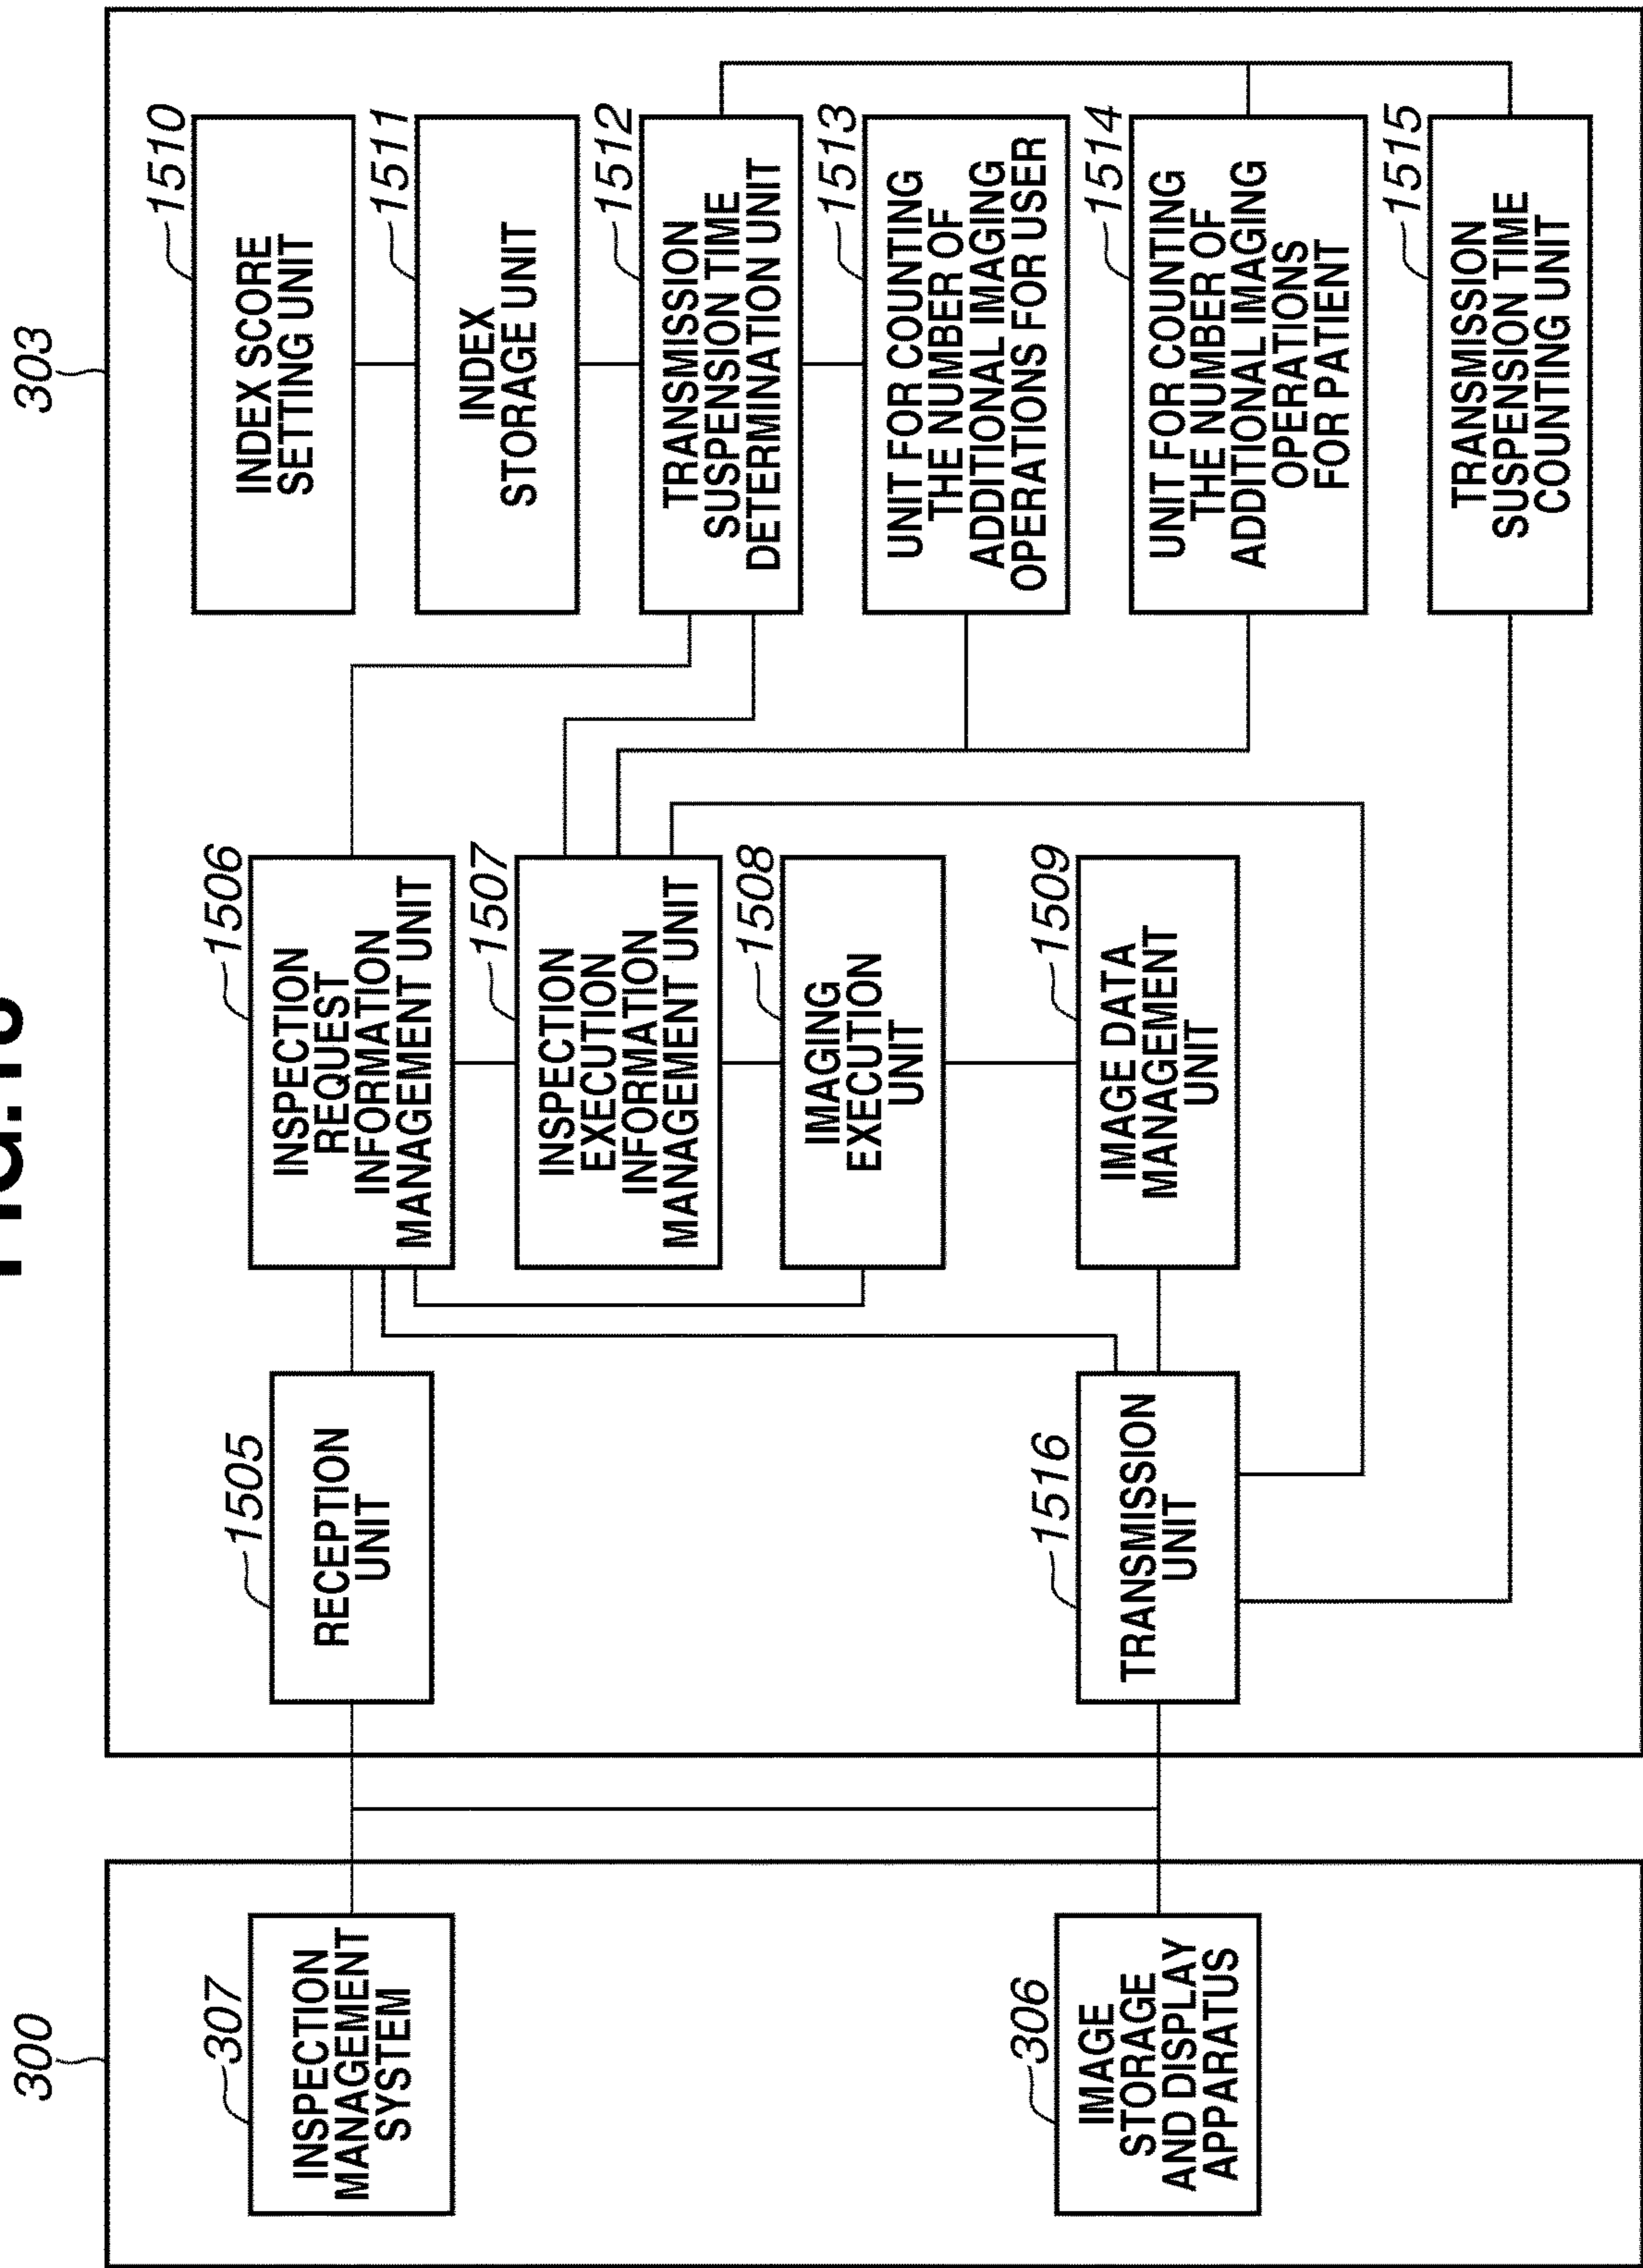 300
307
INSPECTION
MANAGEMENT
SYSTEM
306
IMAGE
STORAGE
AND DISPLAY
APPARATUS
303
1505
RECEPTION
UNIT
1516
TRANSMISSION
UNIT
1506
INSPECTION
REQUEST
INFORMATION
MANAGEMENT UNIT
1507
INSPECTION
EXECUTION
INFORMATION
MANAGEMENT UNIT
1508
IMAGING
EXECUTION
UNIT
1509
IMAGE DATA
MANAGEMENT
UNIT
1510
INDEX SCORE
SETTING UNIT
1511
INDEX
STORAGE UNIT
1512
TRANSMISSION
SUSPENSION TIME
DETERMINATION UNIT
1513
UNIT FOR COUNTING
THE NUMBER OF
ADDITIONAL IMAGING
OPERATIONS FOR USER
1514
UNIT FOR COUNTING
THE NUMBER OF
ADDITIONAL IMAGING
OPERATIONS
FOR PATIENT
1515
TRANSMISSION
SUSPENSION TIME
COUNTING UNIT